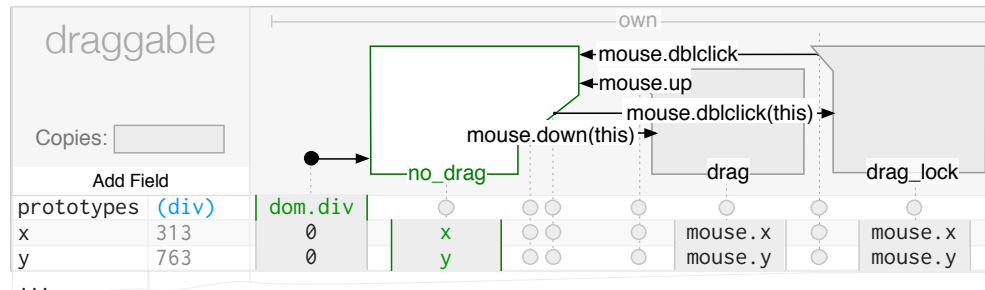 own
draggable
mouse.dblclick
mouse.up
mouse.dblclick(this)
Copies:
mouse.down(this)
Add Field
no_drag
drag
drag_lock
prototypes (div) dom.div
x 313 0 x mouse.x mouse.x
y 763 0 y mouse.y mouse.y
...